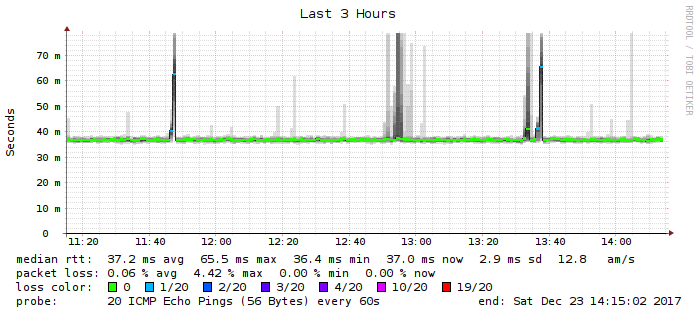 Last 3 Hours
RRDTOOL / TOBI OETIKER
Seconds
70 m
60 m
50 m
40 m
30 m
20 m
10 m
0
11:20 11:40 12:00 12:20 12:40 13:00 13:20 13:40 14:00
median rtt: 37.2 ms avg 65.5 ms max 36.4 ms min 37.0 ms now 2.9 ms sd 12.8 am/s
packet loss: 0.06 % avg 4.42 % max 0.00 % min 0.00 % now
loss color: 0 1/20 2/20 3/20 4/20 10/20 19/20
probe: 20 ICMP Echo Pings (56 Bytes) every 60s end: Sat Dec 23 14:15:02 2017